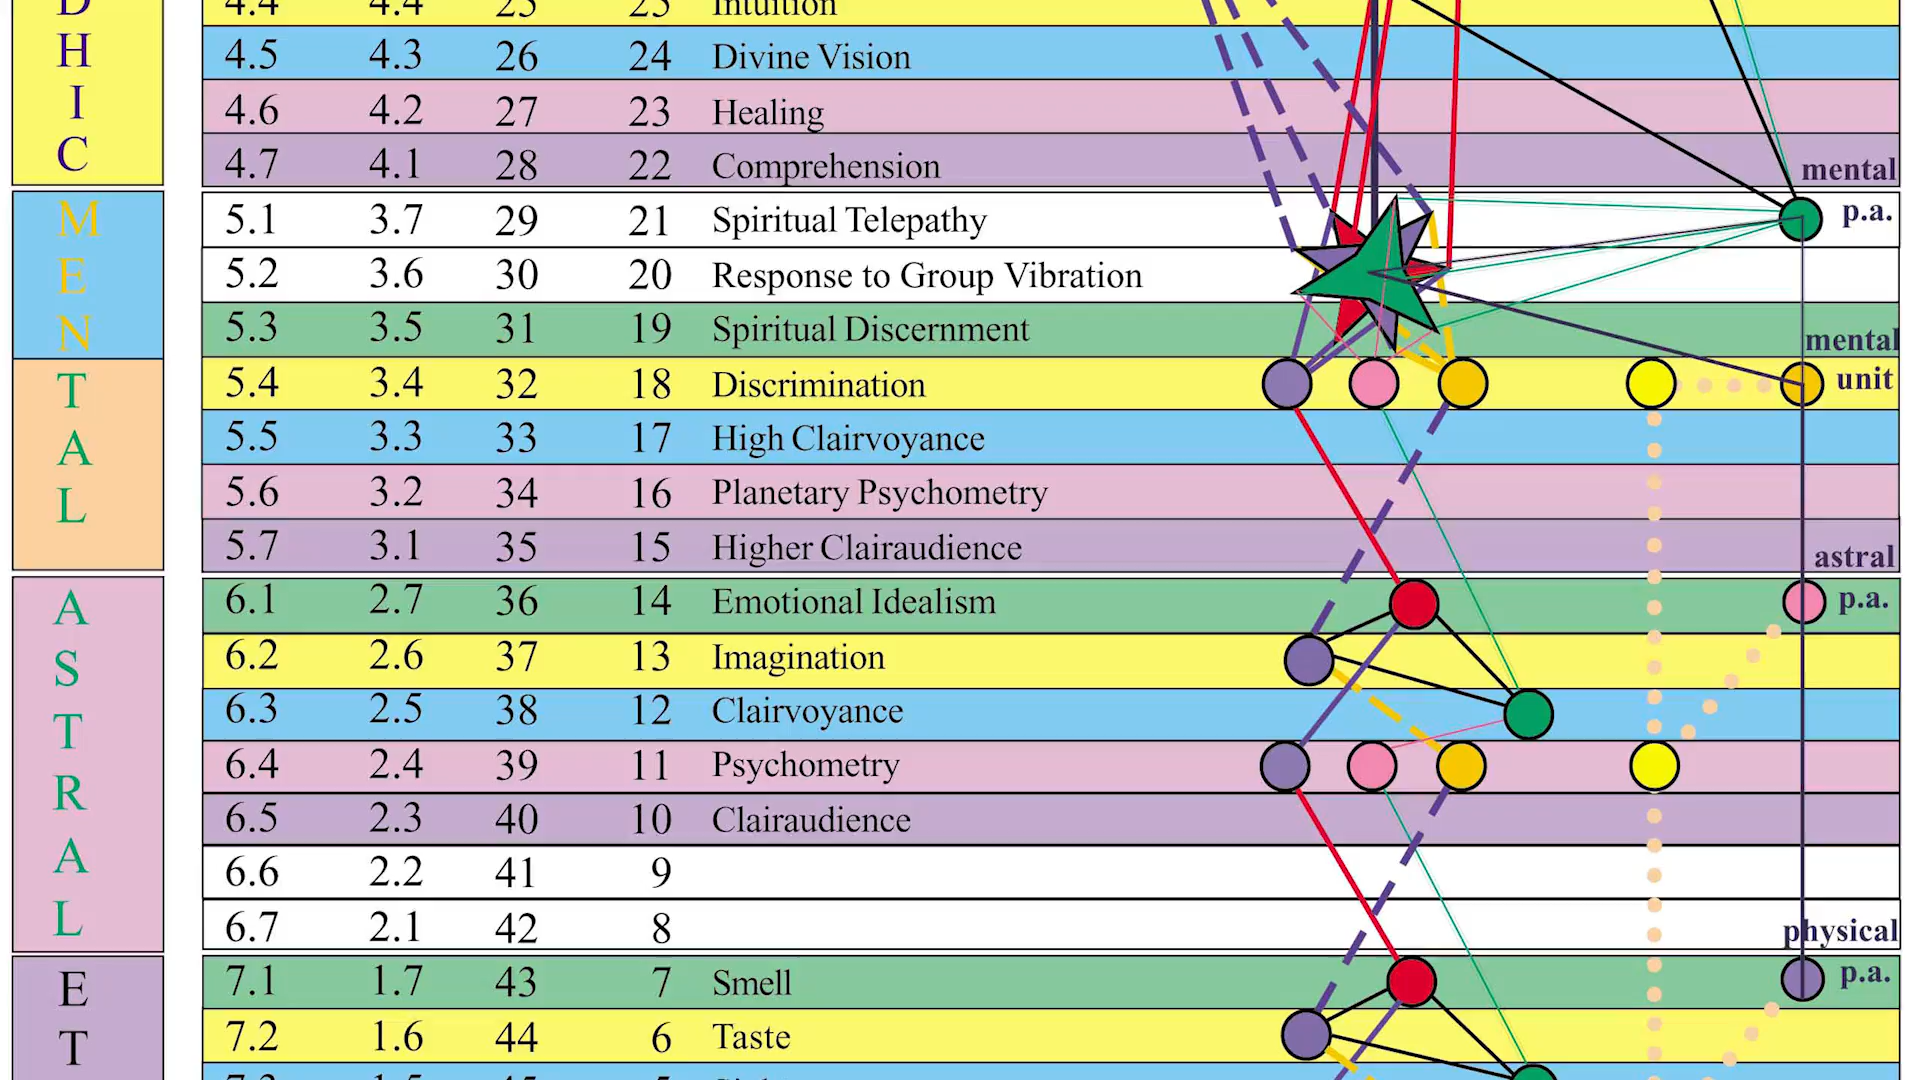 D
H
I
C
M
E
N
T
A
L
A
S
T
R
A
L
E
T
4.4 4.4 25 25 Intuition
4.5 4.3 26 24 Divine Vision
4.6 4.2 27 23 Healing
4.7 4.1 28 22 Comprehension mental
5.1 3.7 29 21 Spiritual Telepathy p.a.
5.2 3.6 30 20 Response to Group Vibration
5.3 3.5 31 19 Spiritual Discernment mental
5.4 3.4 32 18 Discrimination unit
5.5 3.3 33 17 High Clairvoyance
5.6 3.2 34 16 Planetary Psychometry
5.7 3.1 35 15 Higher Clairaudience astral
6.1 2.7 36 14 Emotional Idealism p.a.
6.2 2.6 37 13 Imagination
6.3 2.5 38 12 Clairvoyance
6.4 2.4 39 11 Psychometry
6.5 2.3 40 10 Clairaudience
6.6 2.2 41 9
6.7 2.1 42 8 physical
7.1 1.7 43 7 Smell p.a.
7.2 1.6 44 6 Taste